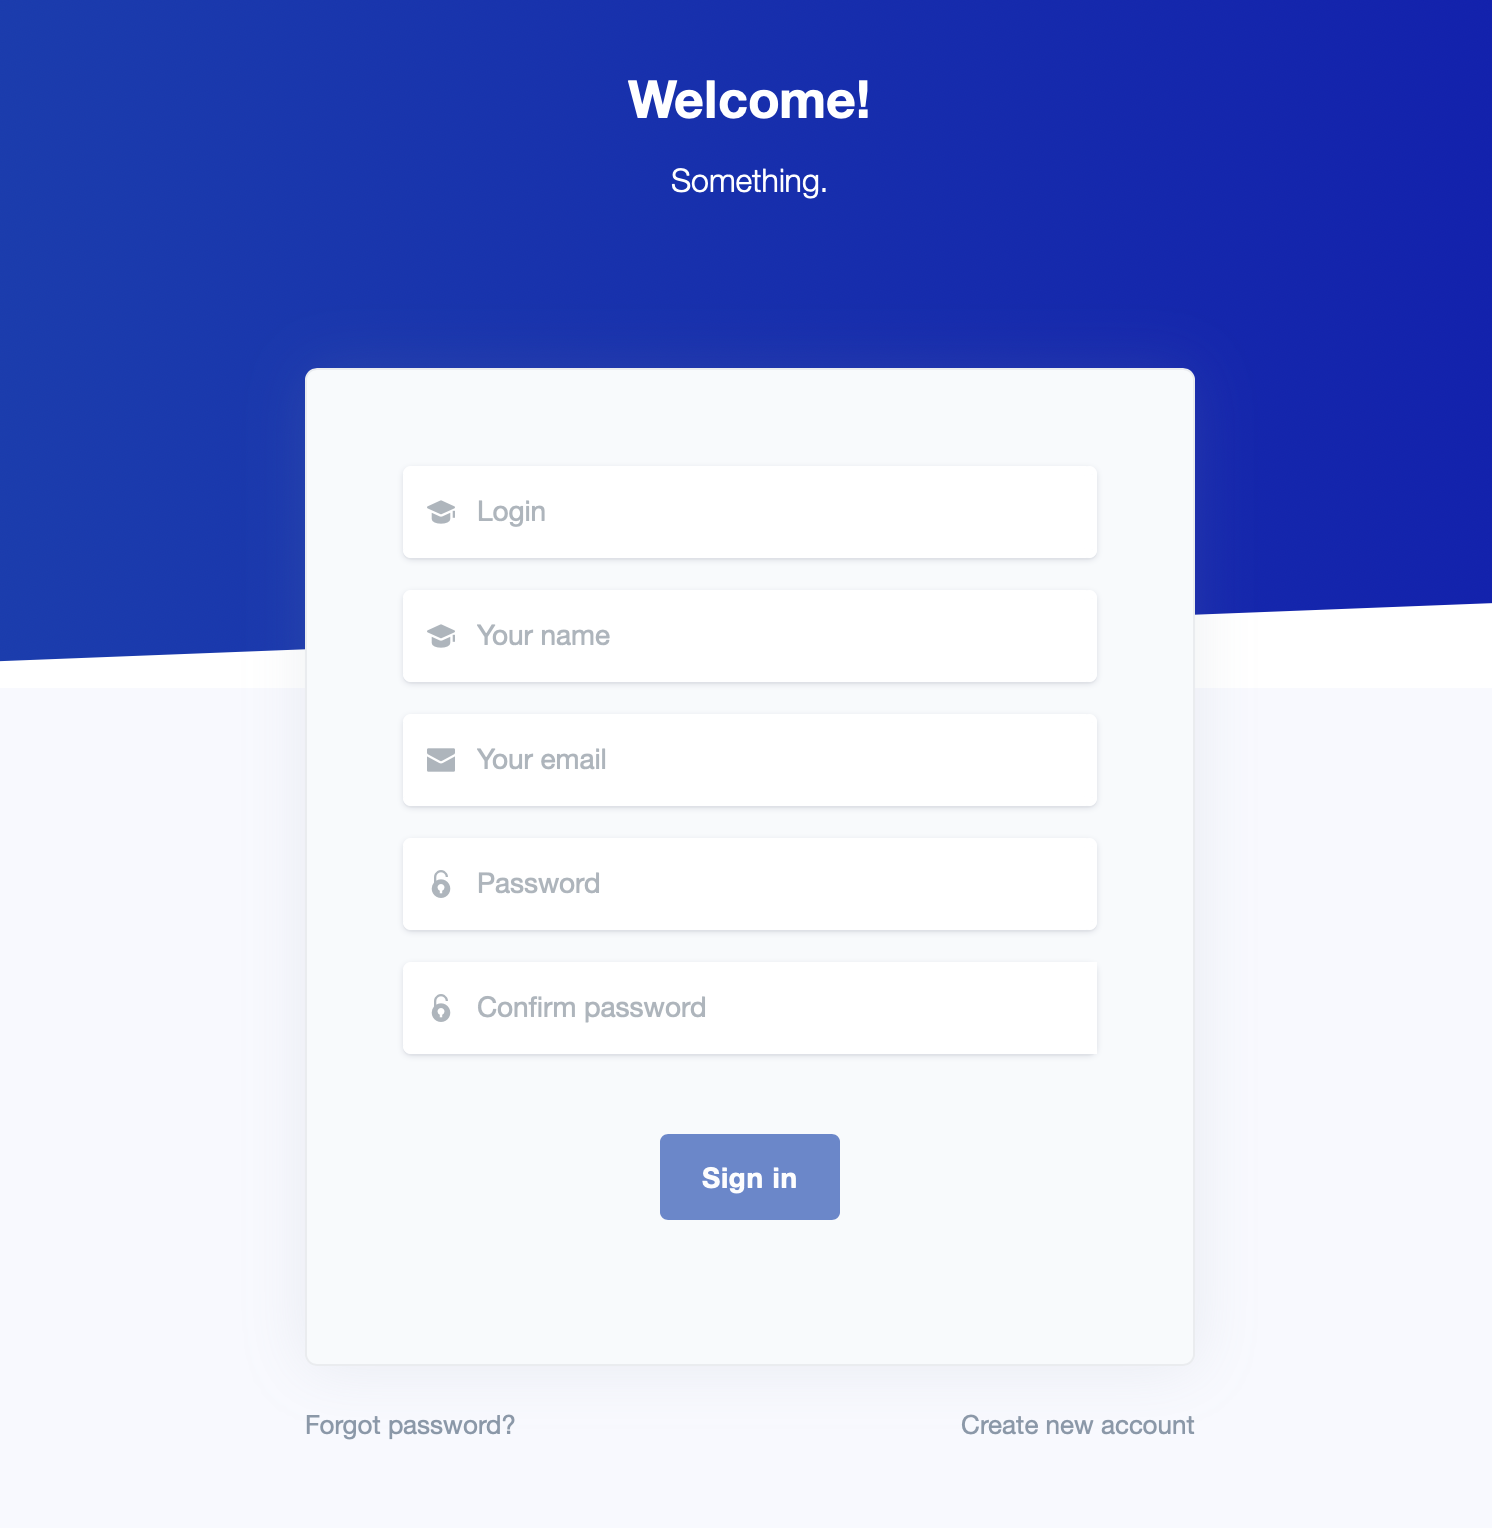 Welcome!
Something.
Login
Your name
Your email
Password
Confirm password
Sign in
Forgot password?
Create new account